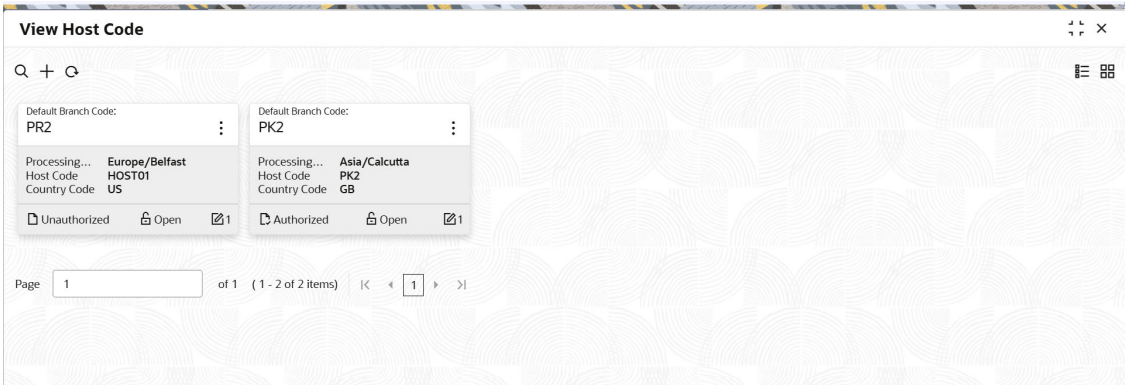 View Host Code
Default Branch Code:
PR2
Processing... Europe/Belfast
Host Code HOST01
Country Code US
Unauthorized Open 1
Default Branch Code:
PK2
Processing... Asia/Calcutta
Host Code PK2
Country Code GB
Authorized Open 1
Page 1 of 1 ( 1 - 2 of 2 items) 1